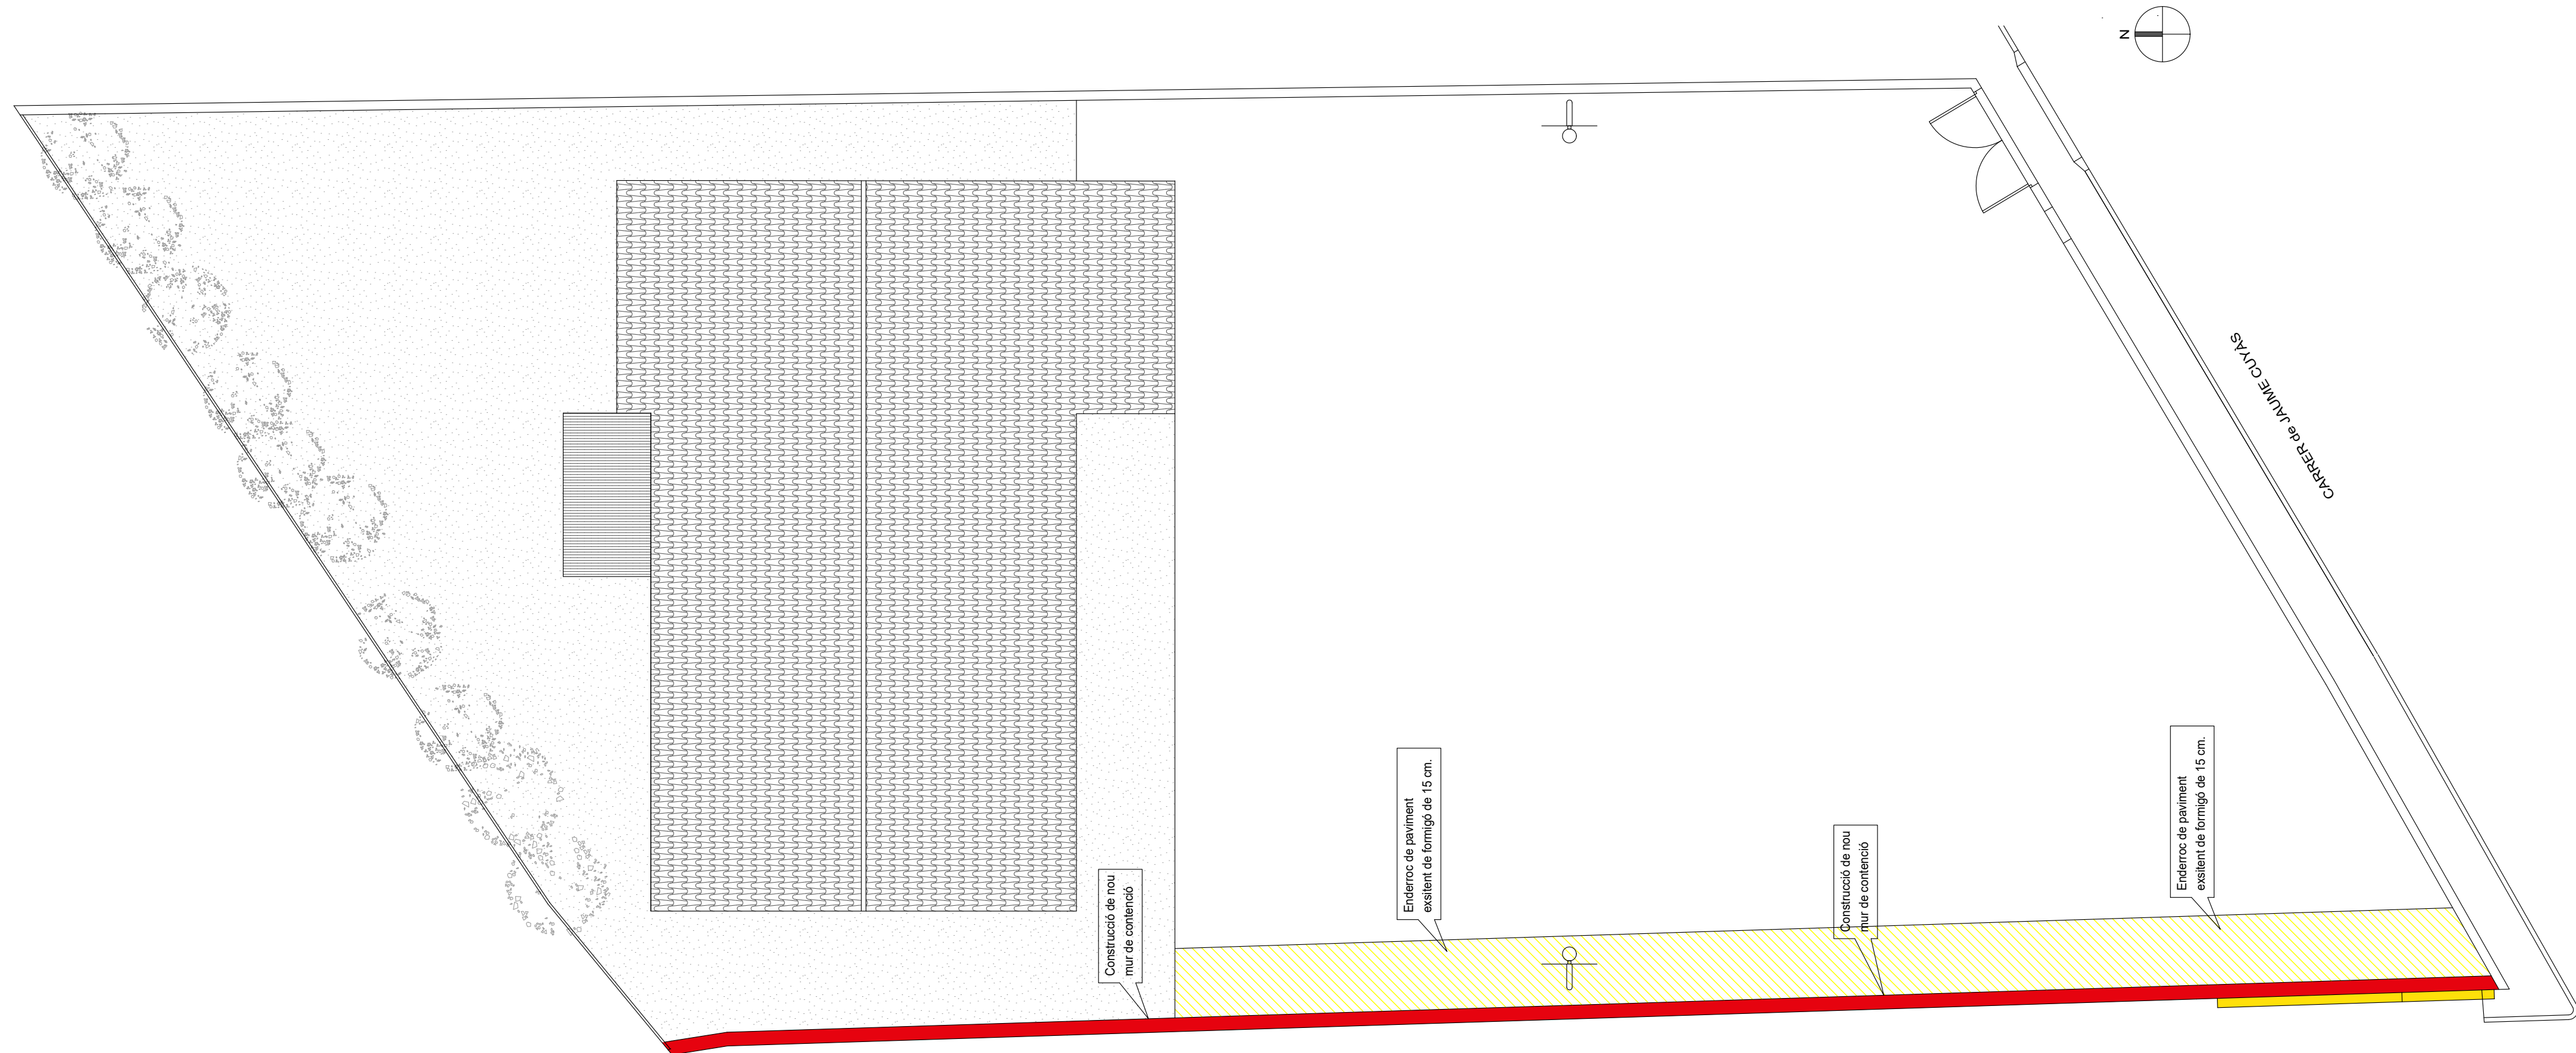 N
CARRER de JAUME CUYÀS
Construcció de nou
mur de contenció
Enderroc de paviment
exsitent de formigó de 15 cm.
Construcció de nou
mur de contenció
Enderroc de paviment
exsitent de formigó de 15 cm.